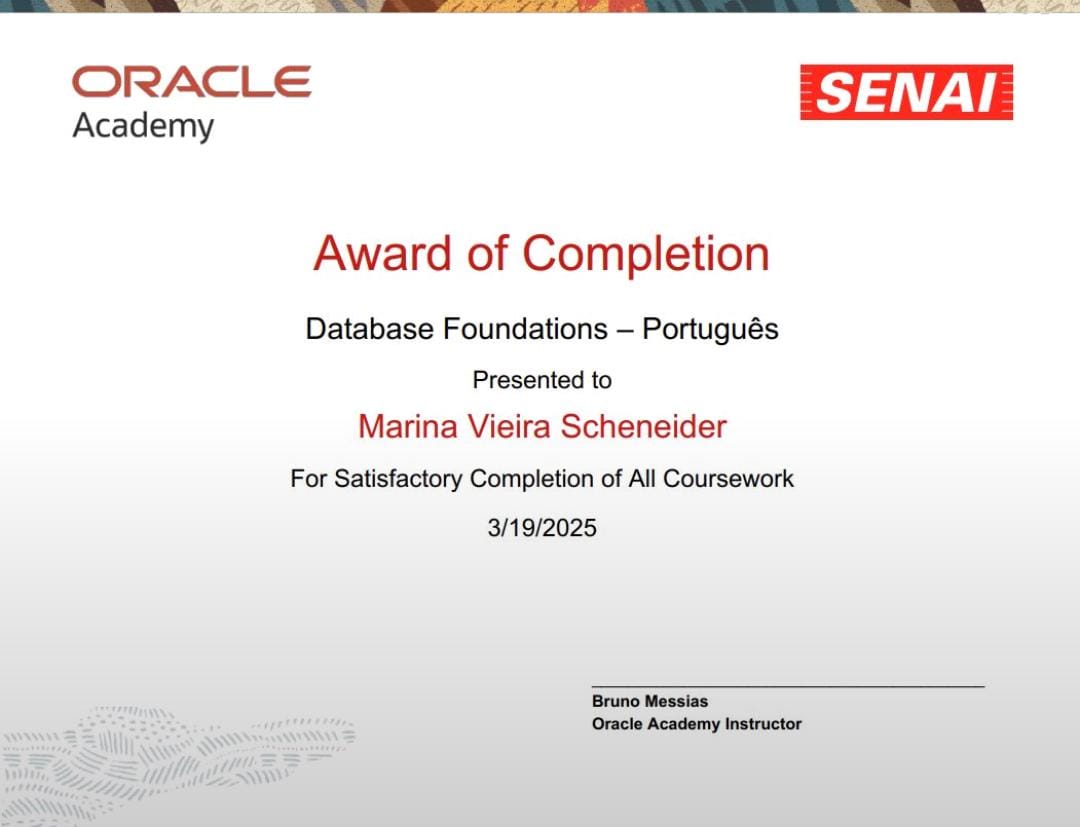 ORACLE
Academy
SENAI
Award of Completion
Database Foundations – Português
Presented to
Marina Vieira Scheneider
For Satisfactory Completion of All Coursework
3/19/2025
Bruno Messias
Oracle Academy Instructor